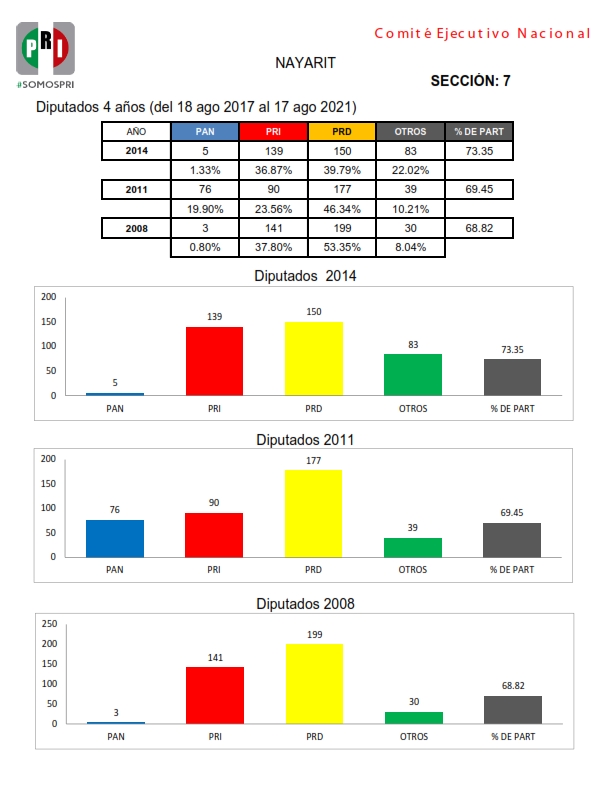 Comité Ejecutivo Nacional
PRI
#SOMOSPRI
NAYARIT
SECCIÓN: 7
Diputados 4 años (del 18 ago 2017 al 17 ago 2021)
AÑO PAN PRI PRD OTROS % DE PART
2014 5 139 150 83 73.35
1.33% 36.87% 39.79% 22.02%
2011 76 90 177 39 69.45
19.90% 23.56% 46.34% 10.21%
2008 3 141 199 30 68.82
0.80% 37.80% 53.35% 8.04%
Diputados 2014
200
150
100
50
0
5 139 150 83 73.35
PAN PRI PRD OTROS % DE PART
Diputados 2011
200
150
100
50
0
76 90 177 39 69.45
PAN PRI PRD OTROS % DE PART
Diputados 2008
250
200
150
100
50
0
3 141 199 30 68.82
PAN PRI PRD OTROS % DE PART